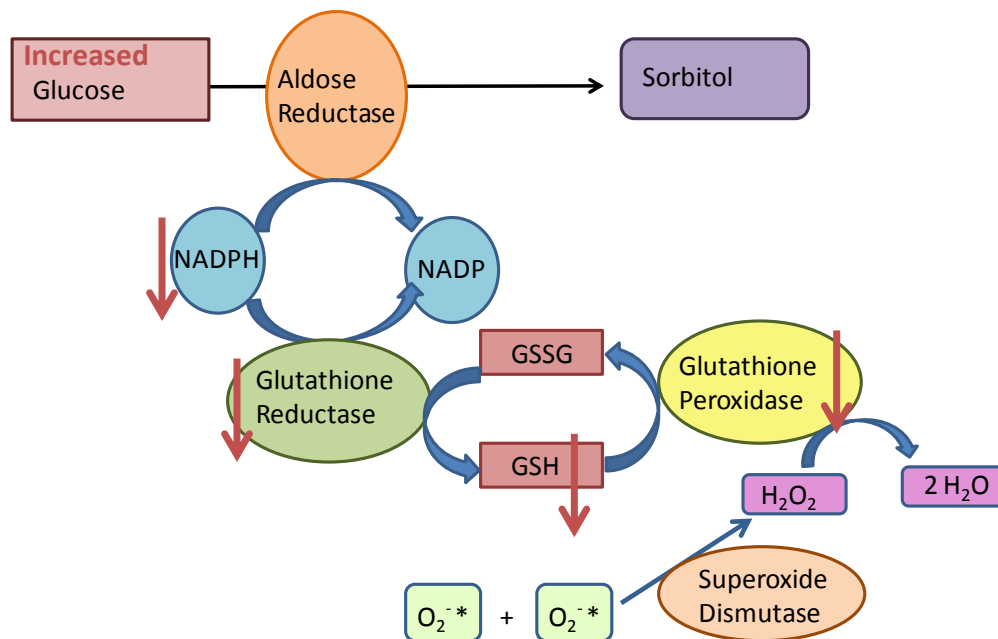 Increased
Glucose
Aldose
Reductase
Sorbitol
NADPH
NADP
Glutathione
Reductase
GSSG
GSH
Glutathione
Peroxidase
H₂O₂
2 H₂O
Superoxide
Dismutase
O₂⁻* + O₂⁻*